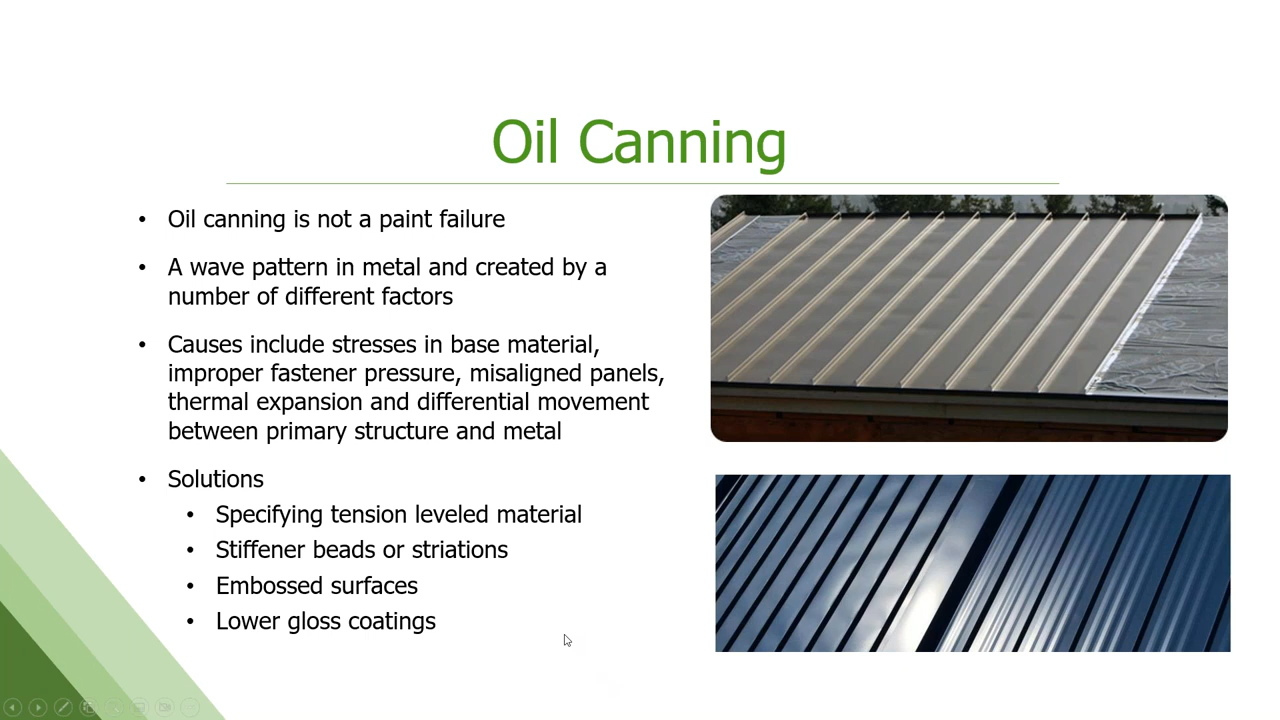 Oil Canning
• Oil canning is not a paint failure
• A wave pattern in metal and created by a
number of different factors
• Causes include stresses in base material,
improper fastener pressure, misaligned panels,
thermal expansion and differential movement
between primary structure and metal
• Solutions
• Specifying tension leveled material
• Stiffener beads or striations
• Embossed surfaces
• Lower gloss coatings